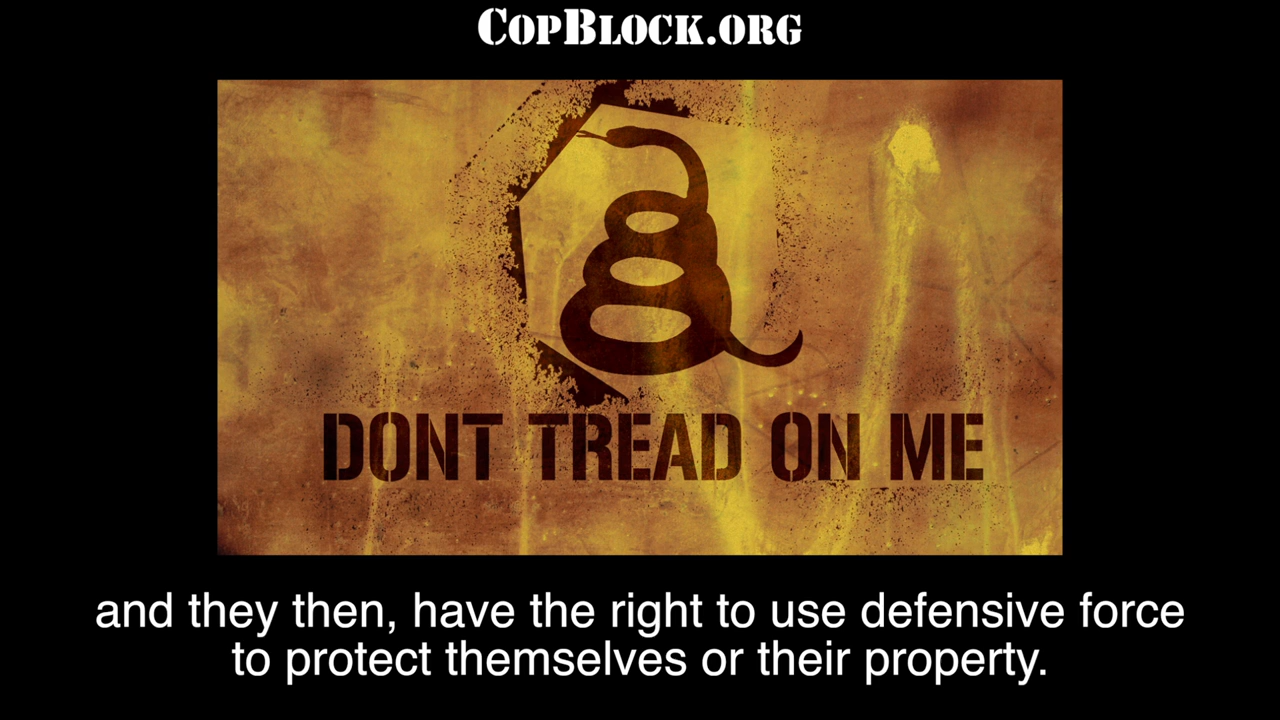 CopBlock.org
DONT TREAD ON ME
and they then, have the right to use defensive force
to protect themselves or their property.